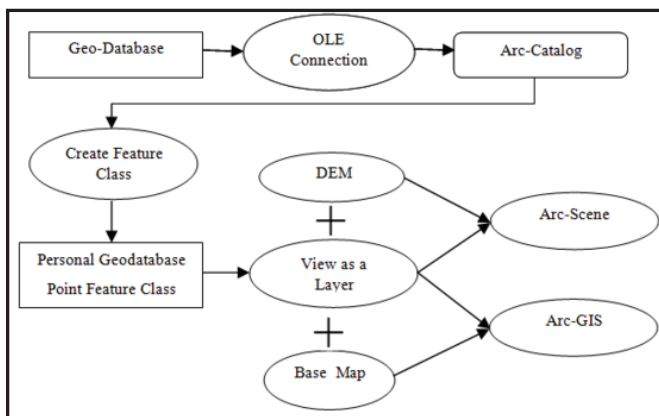 Geo-Database
OLE
Connection
Arc-Catalog
Create Feature
Class
DEM
Arc-Scene
Personal Geodatabase
Point Feature Class
View as a
Layer
Arc-GIS
Base Map